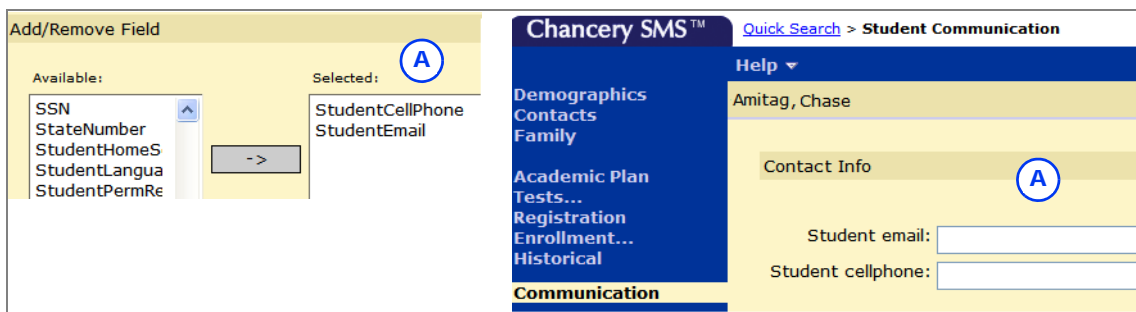 Add/Remove Field
A
Available:
Selected:
SSN
StateNumber
StudentHomeS
StudentLangua
StudentPermRe
->
StudentCellPhone
StudentEmail
Chancery SMS™
Quick Search > Student Communication
Help
Demographics
Contacts
Family
Academic Plan
Tests...
Registration
Enrollment...
Historical
Communication
Amitag, Chase
Contact Info
A
Student email:
Student cellphone: